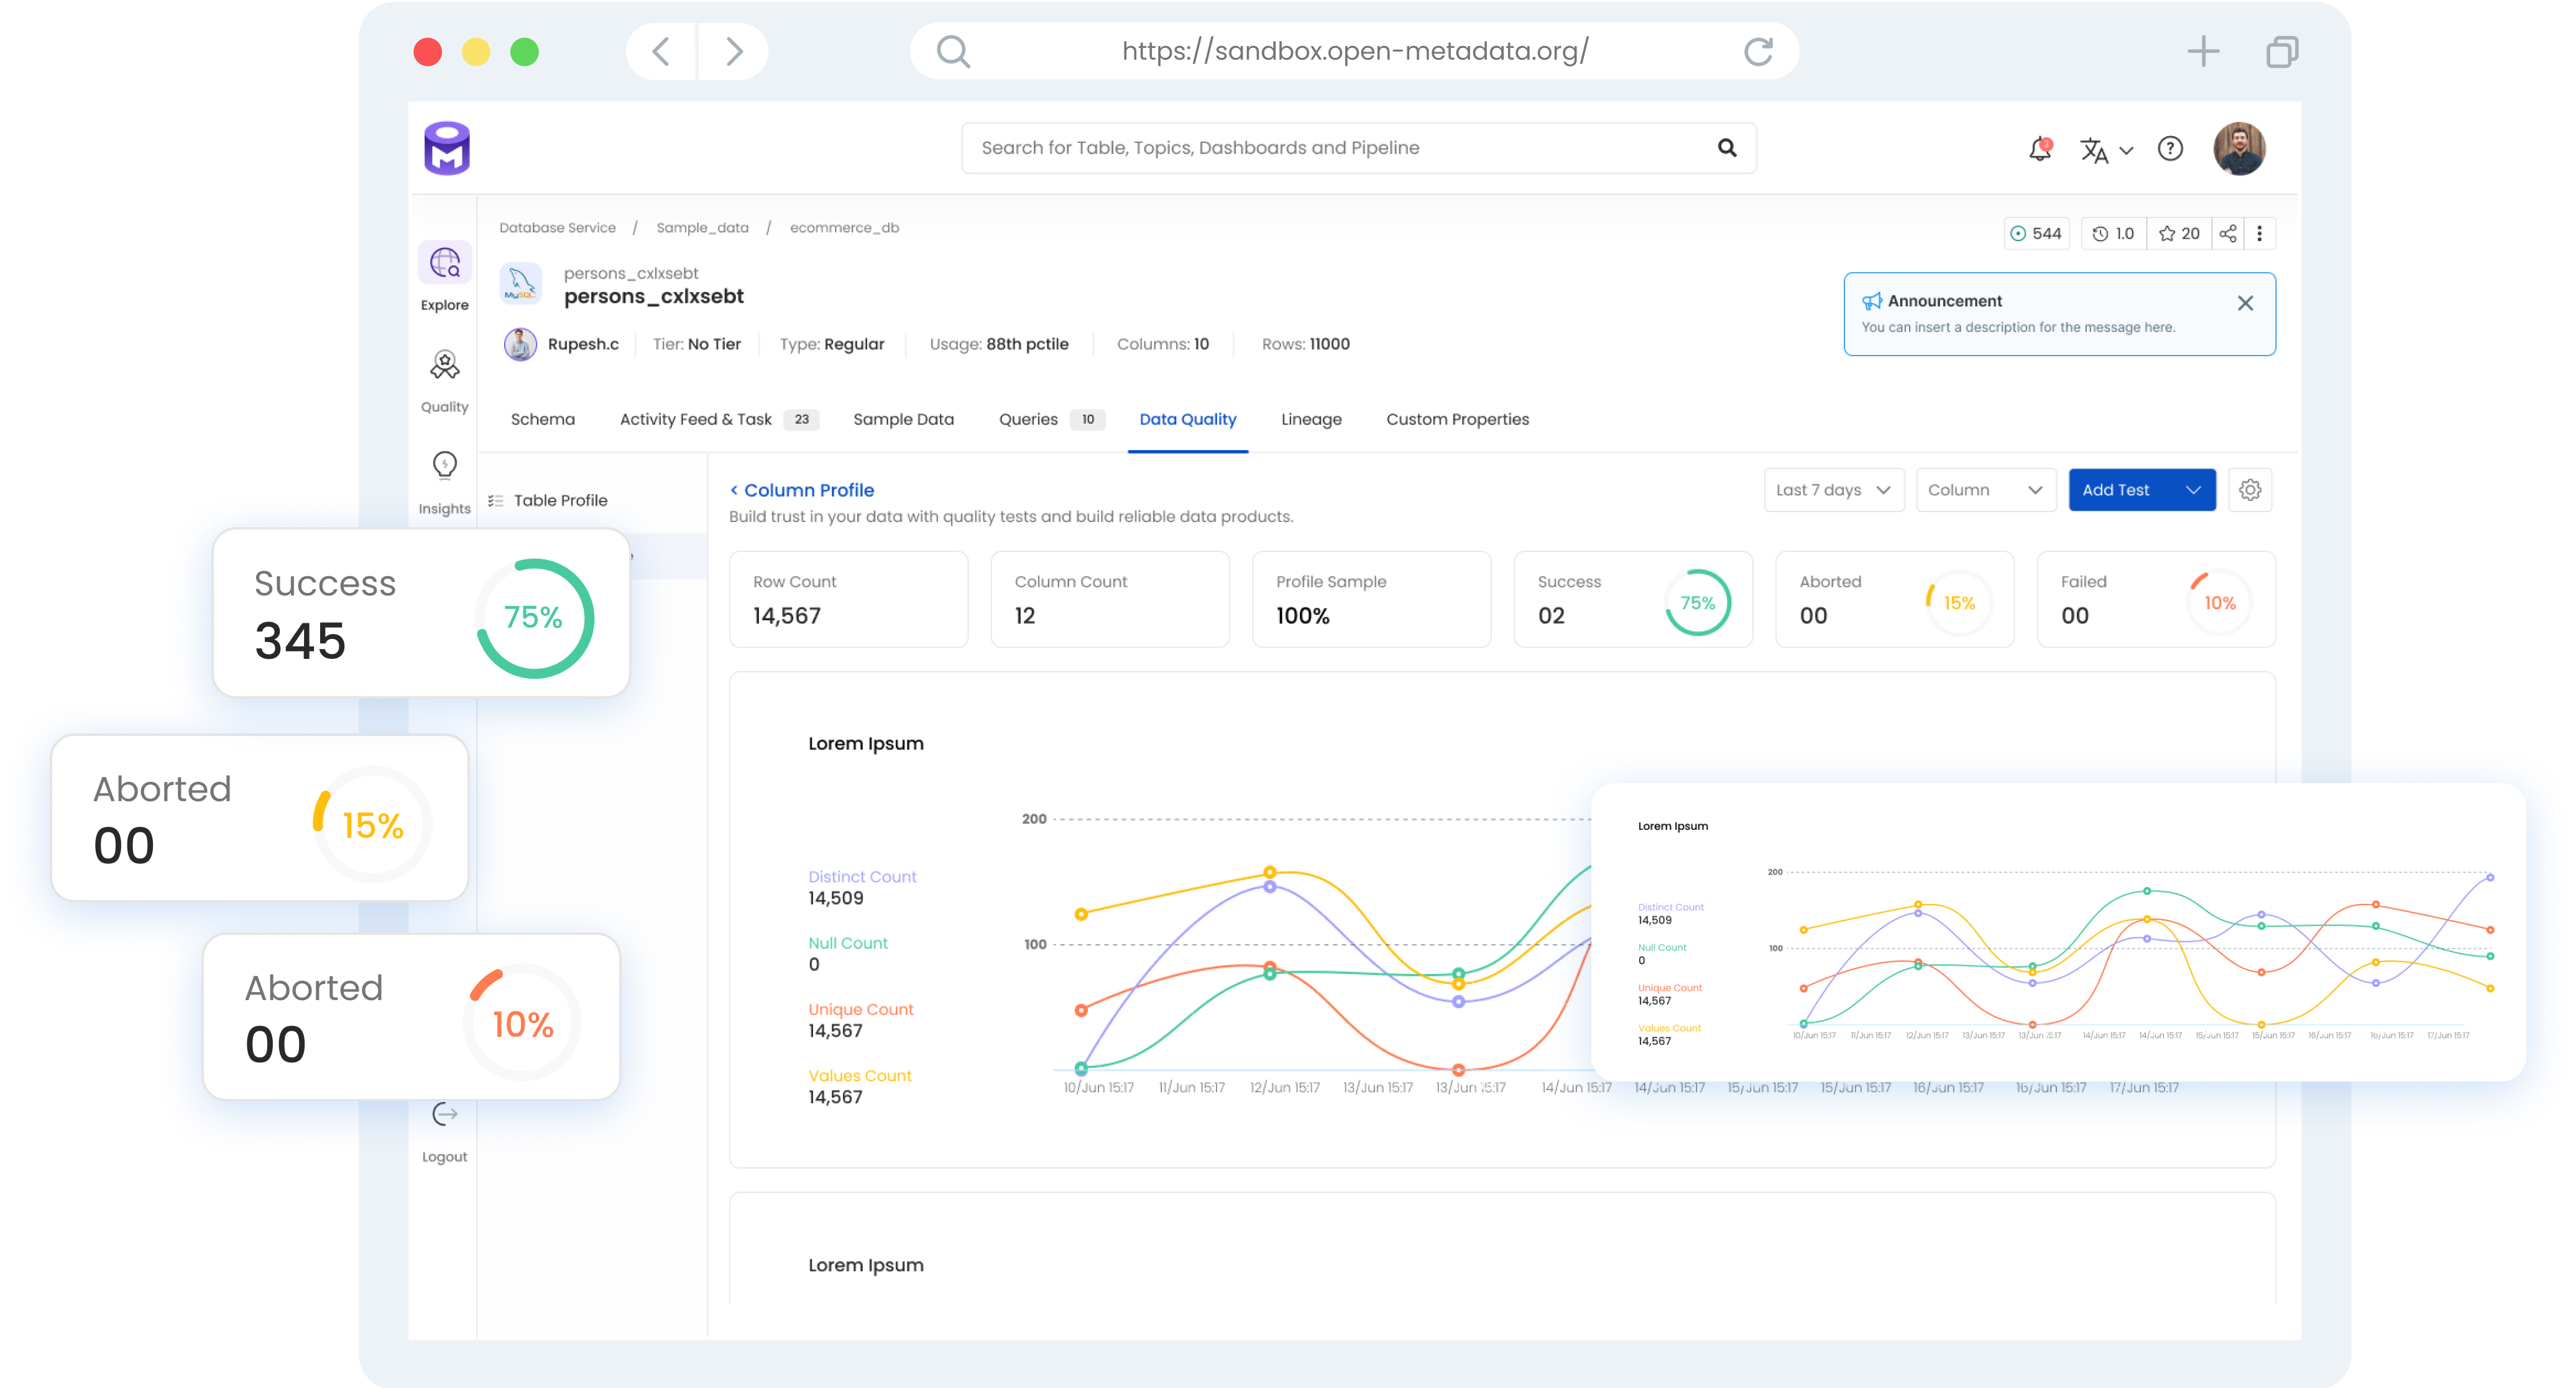 https://sandbox.open-metadata.org/
M
Search for Table, Topics, Dashboards and Pipeline
3
Database Service / Sample_data / ecommerce_db
544 1.0 20
MySQL
persons_cxlxsebt
persons_cxlxsebt
Announcement
You can insert a description for the message here.
Rupesh.c Tier: No Tier Type: Regular Usage: 88th pctile Columns: 10 Rows: 11000
Explore
Quality
Insights
Logout
Schema Activity Feed & Task 23 Sample Data Queries 10 Data Quality Lineage Custom Properties
Table Profile
< Column Profile
Build trust in your data with quality tests and build reliable data products.
Last 7 days Column Add Test
Row Count
14,567
Column Count
12
Profile Sample
100%
Success
02
75%
Aborted
00
15%
Failed
00
10%
Success
345
75%
Aborted
00
15%
Aborted
00
10%
Lorem Ipsum
200
100
Distinct Count
14,509
Null Count
0
Unique Count
14,567
Values Count
14,567
10/Jun 15:17 11/Jun 15:17 12/Jun 15:17 13/Jun 15:17 13/Jun 15:17 14/Jun 15:17 14/Jun 15:17 15/Jun 15:17 15/Jun 15:17 16/Jun 15:17 16/Jun 15:17 17/Jun 15:17
Lorem Ipsum
200
100
Distinct Count
14,509
Null Count
0
Unique Count
14,567
Values Count
14,567
10/Jun 15:17 11/Jun 15:17 12/Jun 15:17 13/Jun 15:17 13/Jun 15:17 14/Jun 15:17 14/Jun 15:17 15/Jun 15:17 15/Jun 15:17 16/Jun 15:17 16/Jun 15:17 17/Jun 15:17
Lorem Ipsum